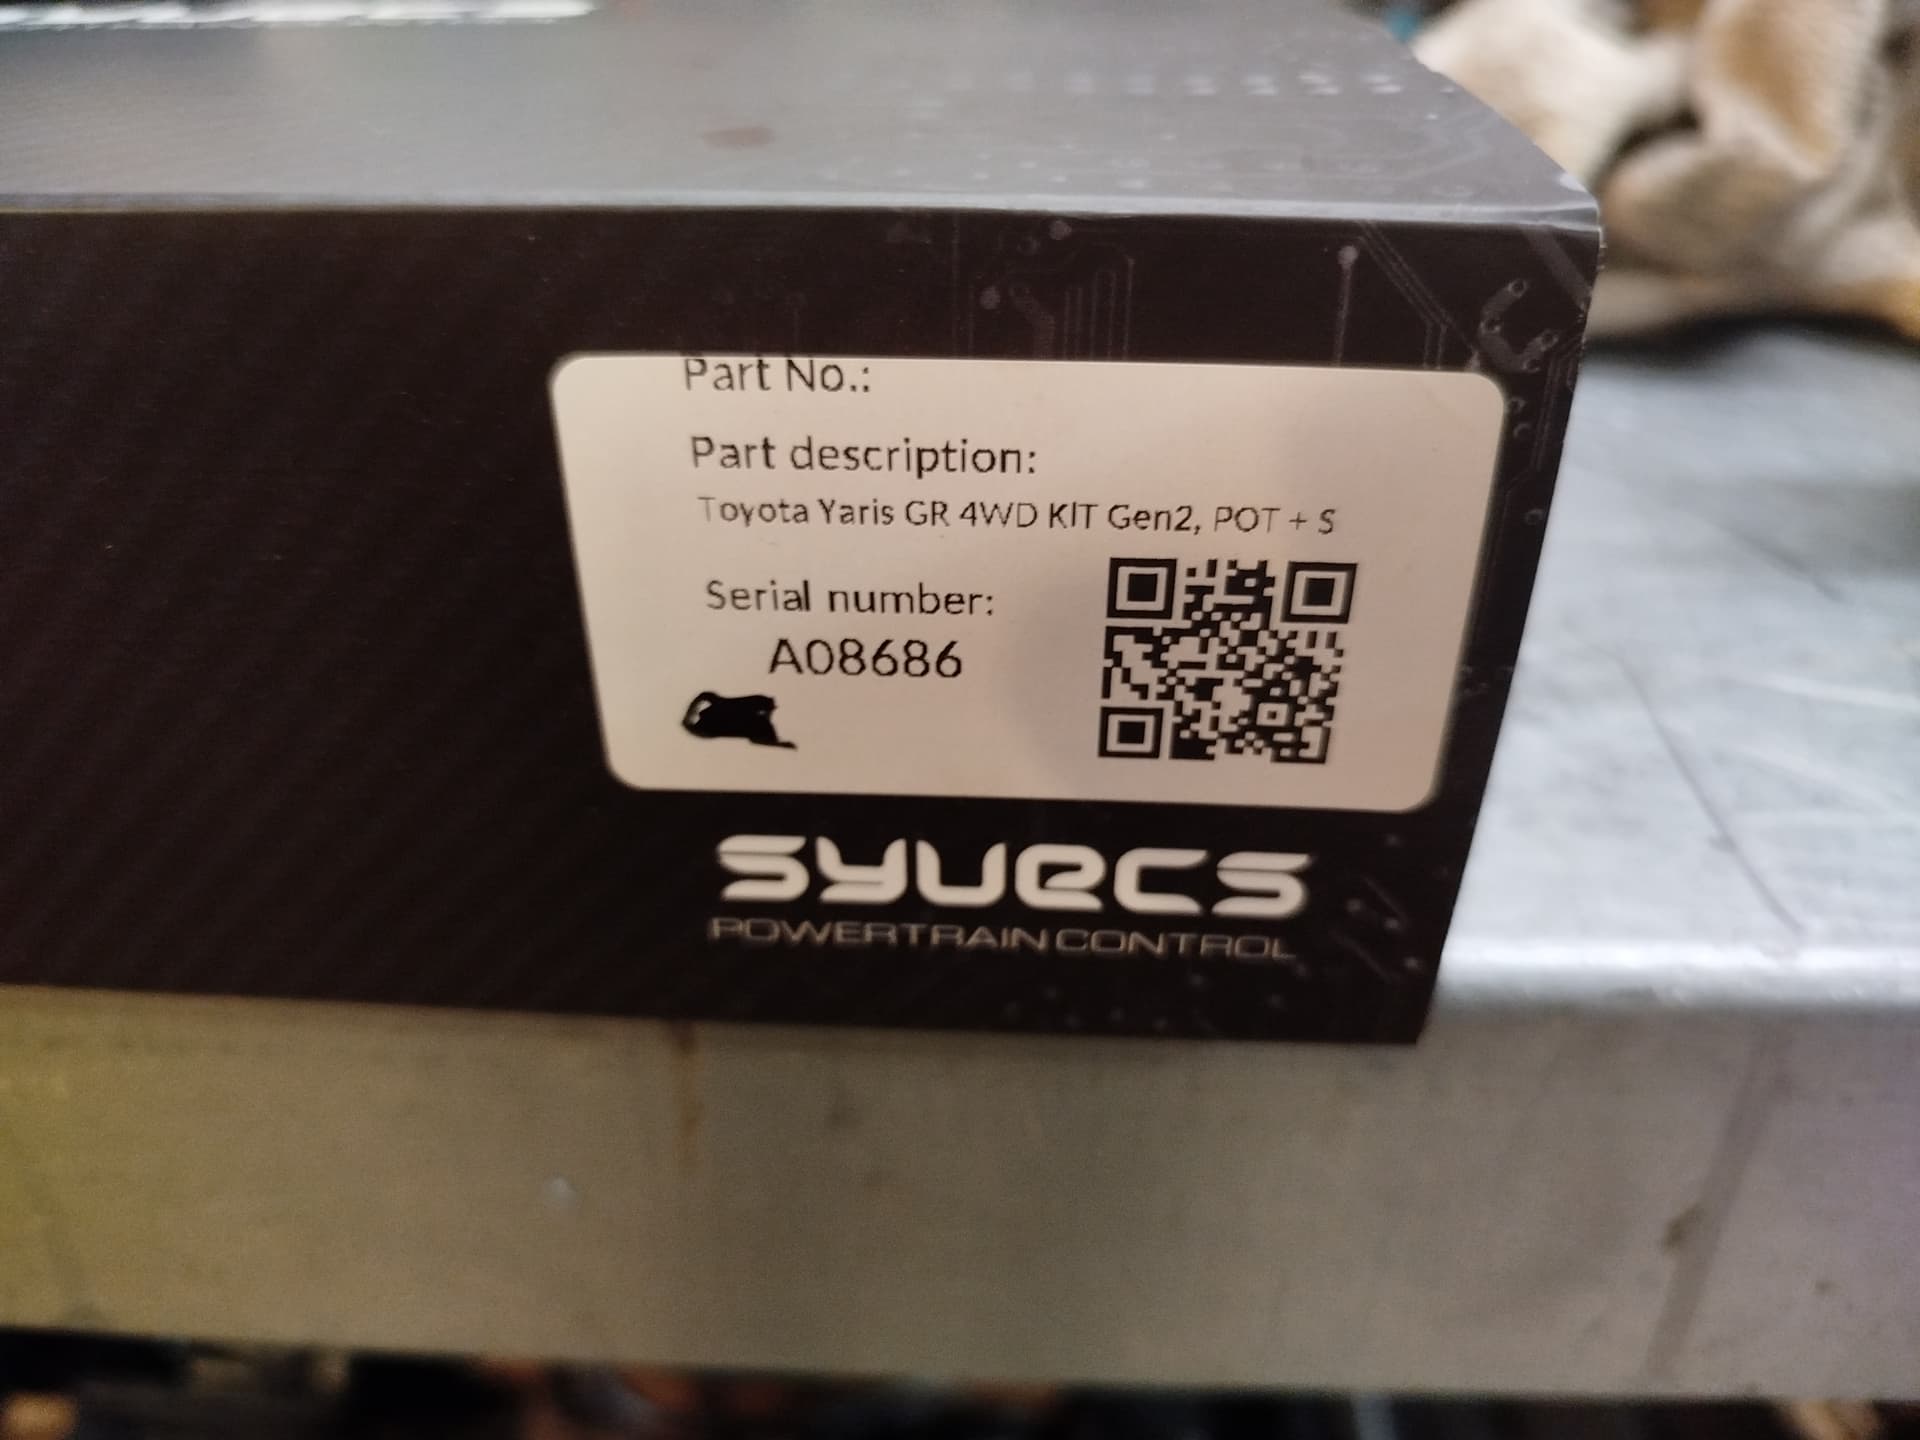 Part No.:
Part description:
Toyota Yaris GR 4WD KIT Gen2, POT + S
Serial number:
A08686
SYVECS
POWERTRAIN CONTROL